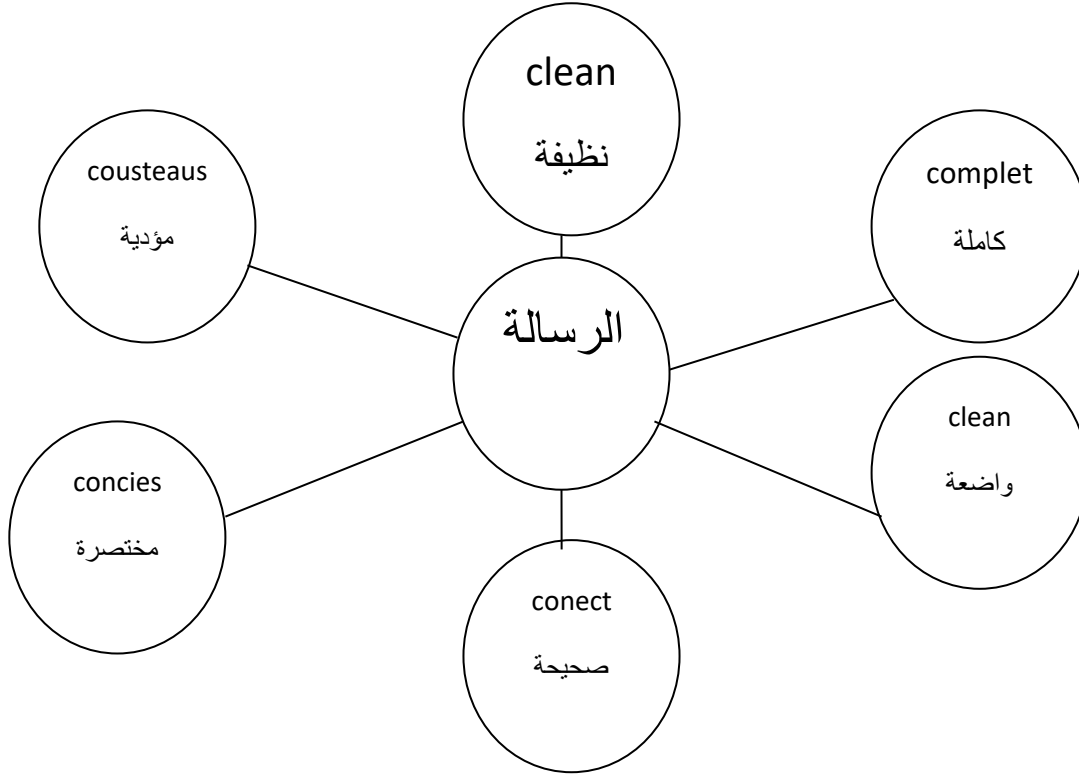 clean
نظيفة
cousteaus
مؤدية
complet
كاملة
الرسالة
clean
واضعة
concies
مختصرة
conect
صحيحة